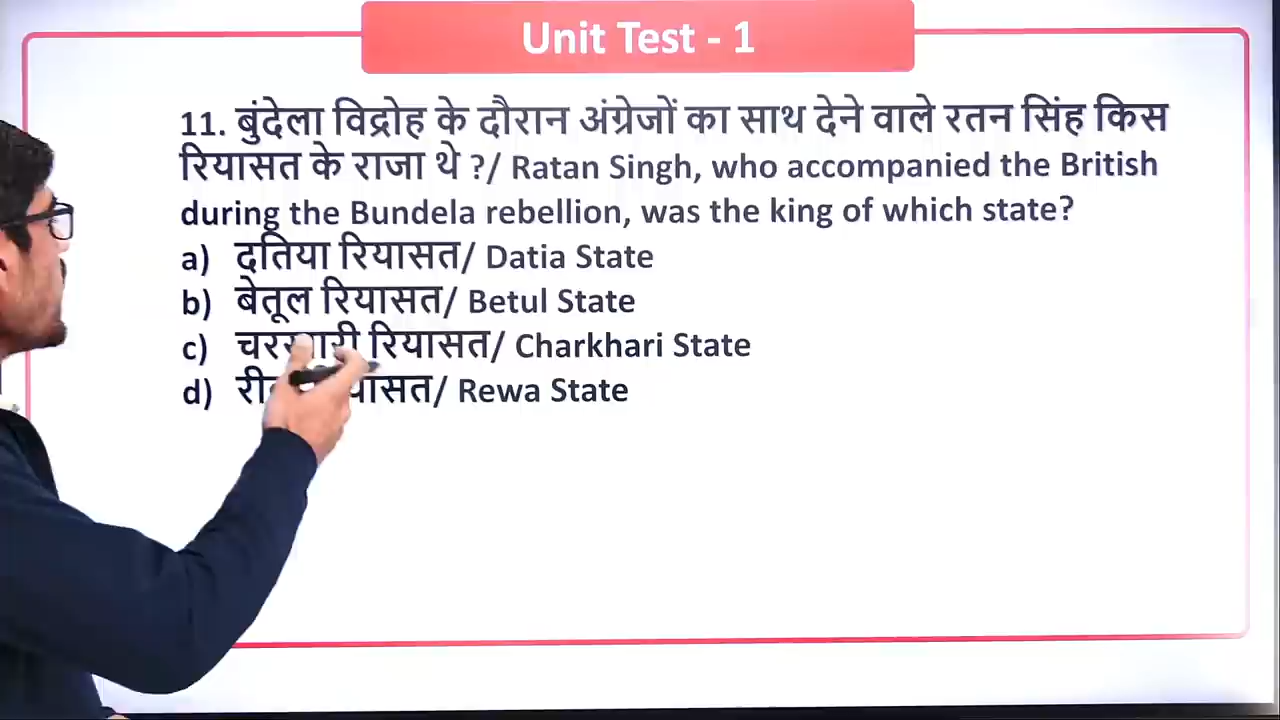 Unit Test - 1
11. बुंदेला विद्रोह के दौरान अंग्रेजों का साथ देने वाले रतन सिंह किस
रियासत के राजा थे ?/ Ratan Singh, who accompanied the British
during the Bundela rebellion, was the king of which state?
a) दतिया रियासत/ Datia State
b) बेतूल रियासत/ Betul State
c) रियासत/ Charkhari State
d) Rewa State